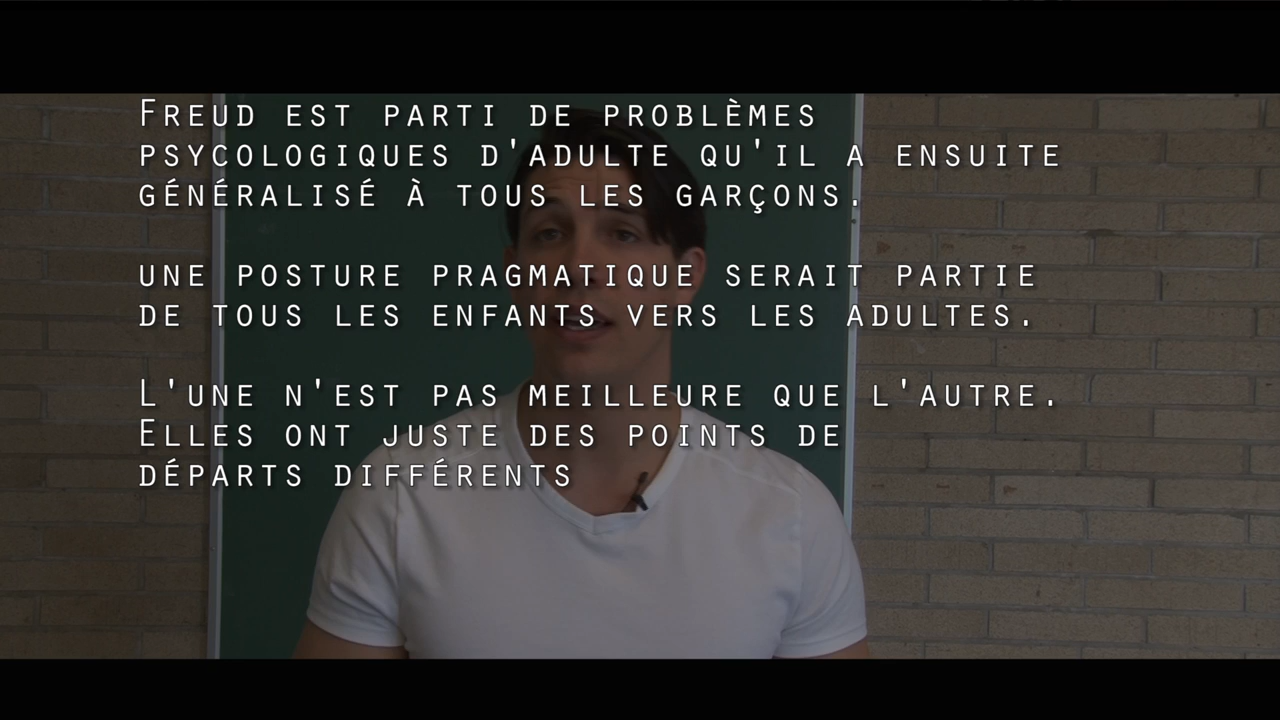 Freud est parti de problèmes
psycologiques d'adulte qu'il a ensuite
généralisé à tous les garçons.
une posture pragmatique serait partie
de tous les enfants vers les adultes.
L'une n'est pas meilleure que l'autre.
Elles ont juste des points de
départs différents